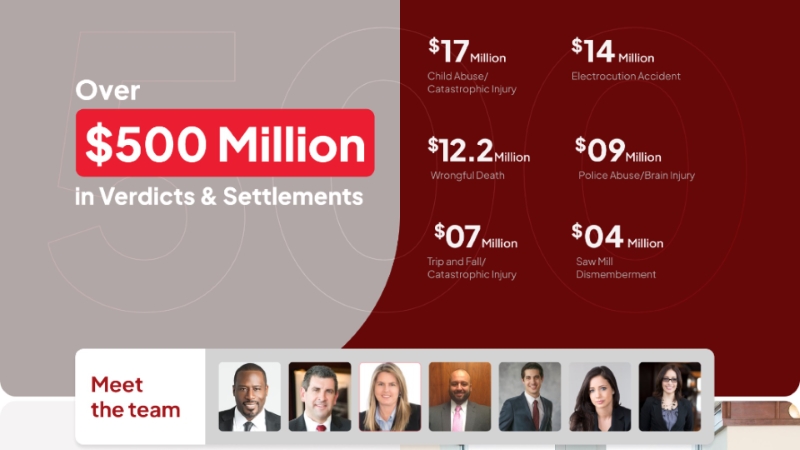 Over
$500 Million
in Verdicts & Settlements
$17 Million
Child Abuse/
Catastrophic Injury
$14 Million
Electrocution Accident
$12.2 Million
Wrongful Death
$09 Million
Police Abuse/Brain Injury
$07 Million
Trip and Fall/
Catastrophic Injury
$04 Million
Saw Mill
Dismemberment
500
Meet
the team